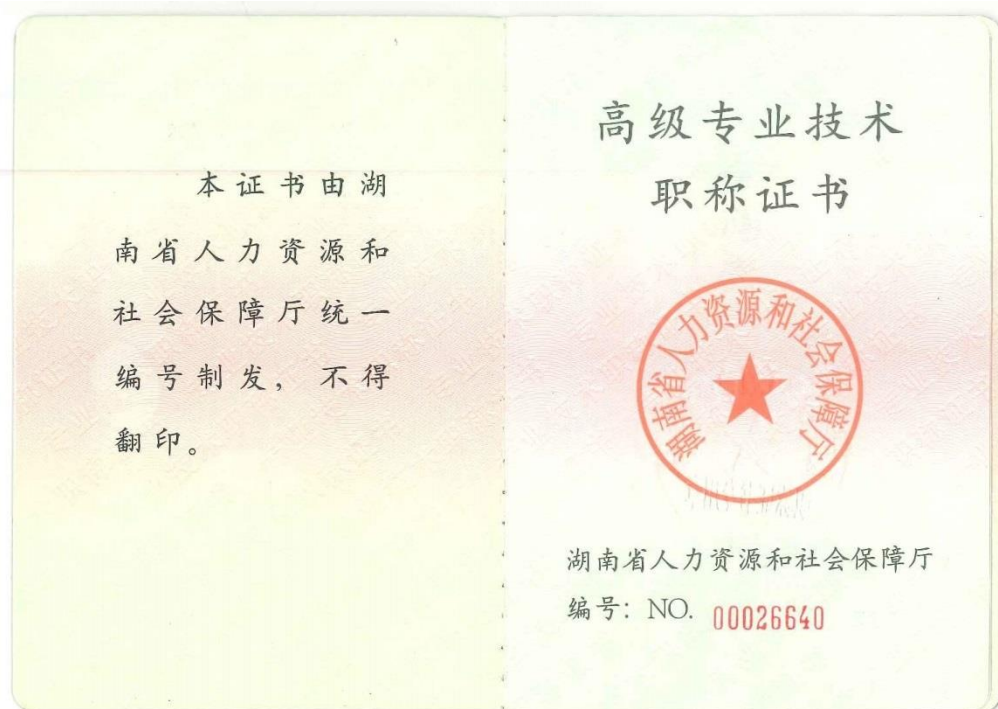 本证书由湖
南省人力资源和
社会保障厅统一
编号制发，不得
翻印。
高级专业技术
职称证书
湖南省人力资源和社会保障厅
湖南省人力资源和社会保障厅
编号：NO. 00026640